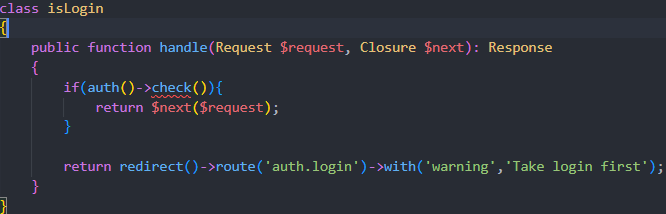 class isLogin
{
public function handle(Request $request, Closure $next): Response
{
if(auth()->check()){
return $next($request);
}
return redirect()->route('auth.login')->with('warning','Take login first');
}
}